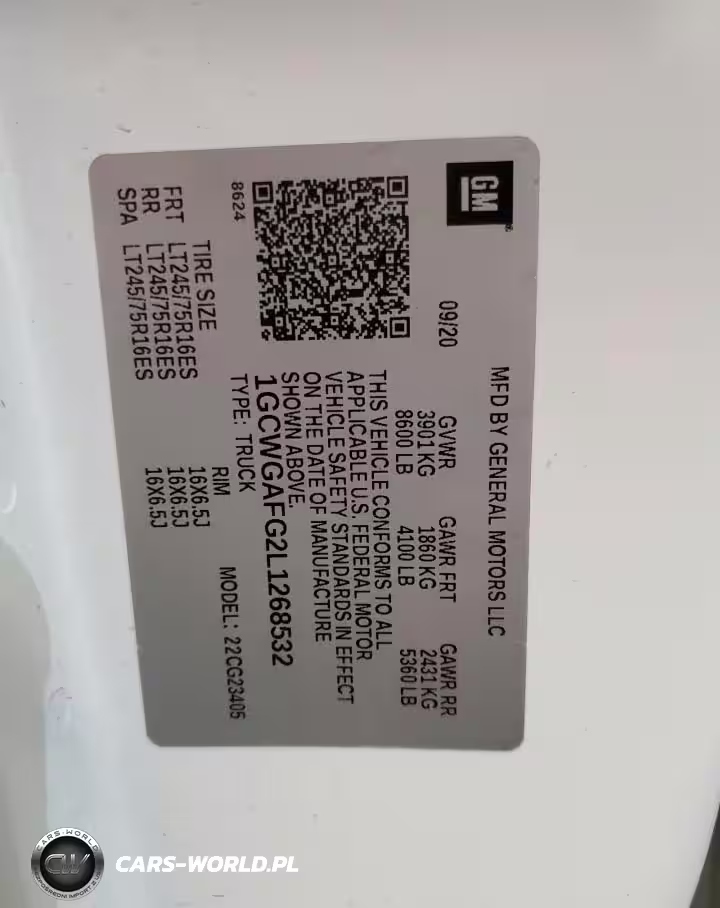 GM
MFD BY GENERAL MOTORS LLC
09/20
GVWR GAWR FRT GAWR RR
3901 KG 1860 KG 2431 KG
8600 LB 4100 LB 5360 LB
THIS VEHICLE CONFORMS TO ALL
APPLICABLE U.S. FEDERAL MOTOR
VEHICLE SAFETY STANDARDS IN EFFECT
ON THE DATE OF MANUFACTURE
SHOWN ABOVE.
1GCWGAFG2L1268532
8624
TYPE: TRUCK MODEL: 22CG23405
TIRE SIZE RIM
FRT LT245/75R16ES 16X6.5J
RR LT245/75R16ES 16X6.5J
SPA LT245/75R16ES 16X6.5J
CARS-WORLD
CW
CARS-WORLD.PL